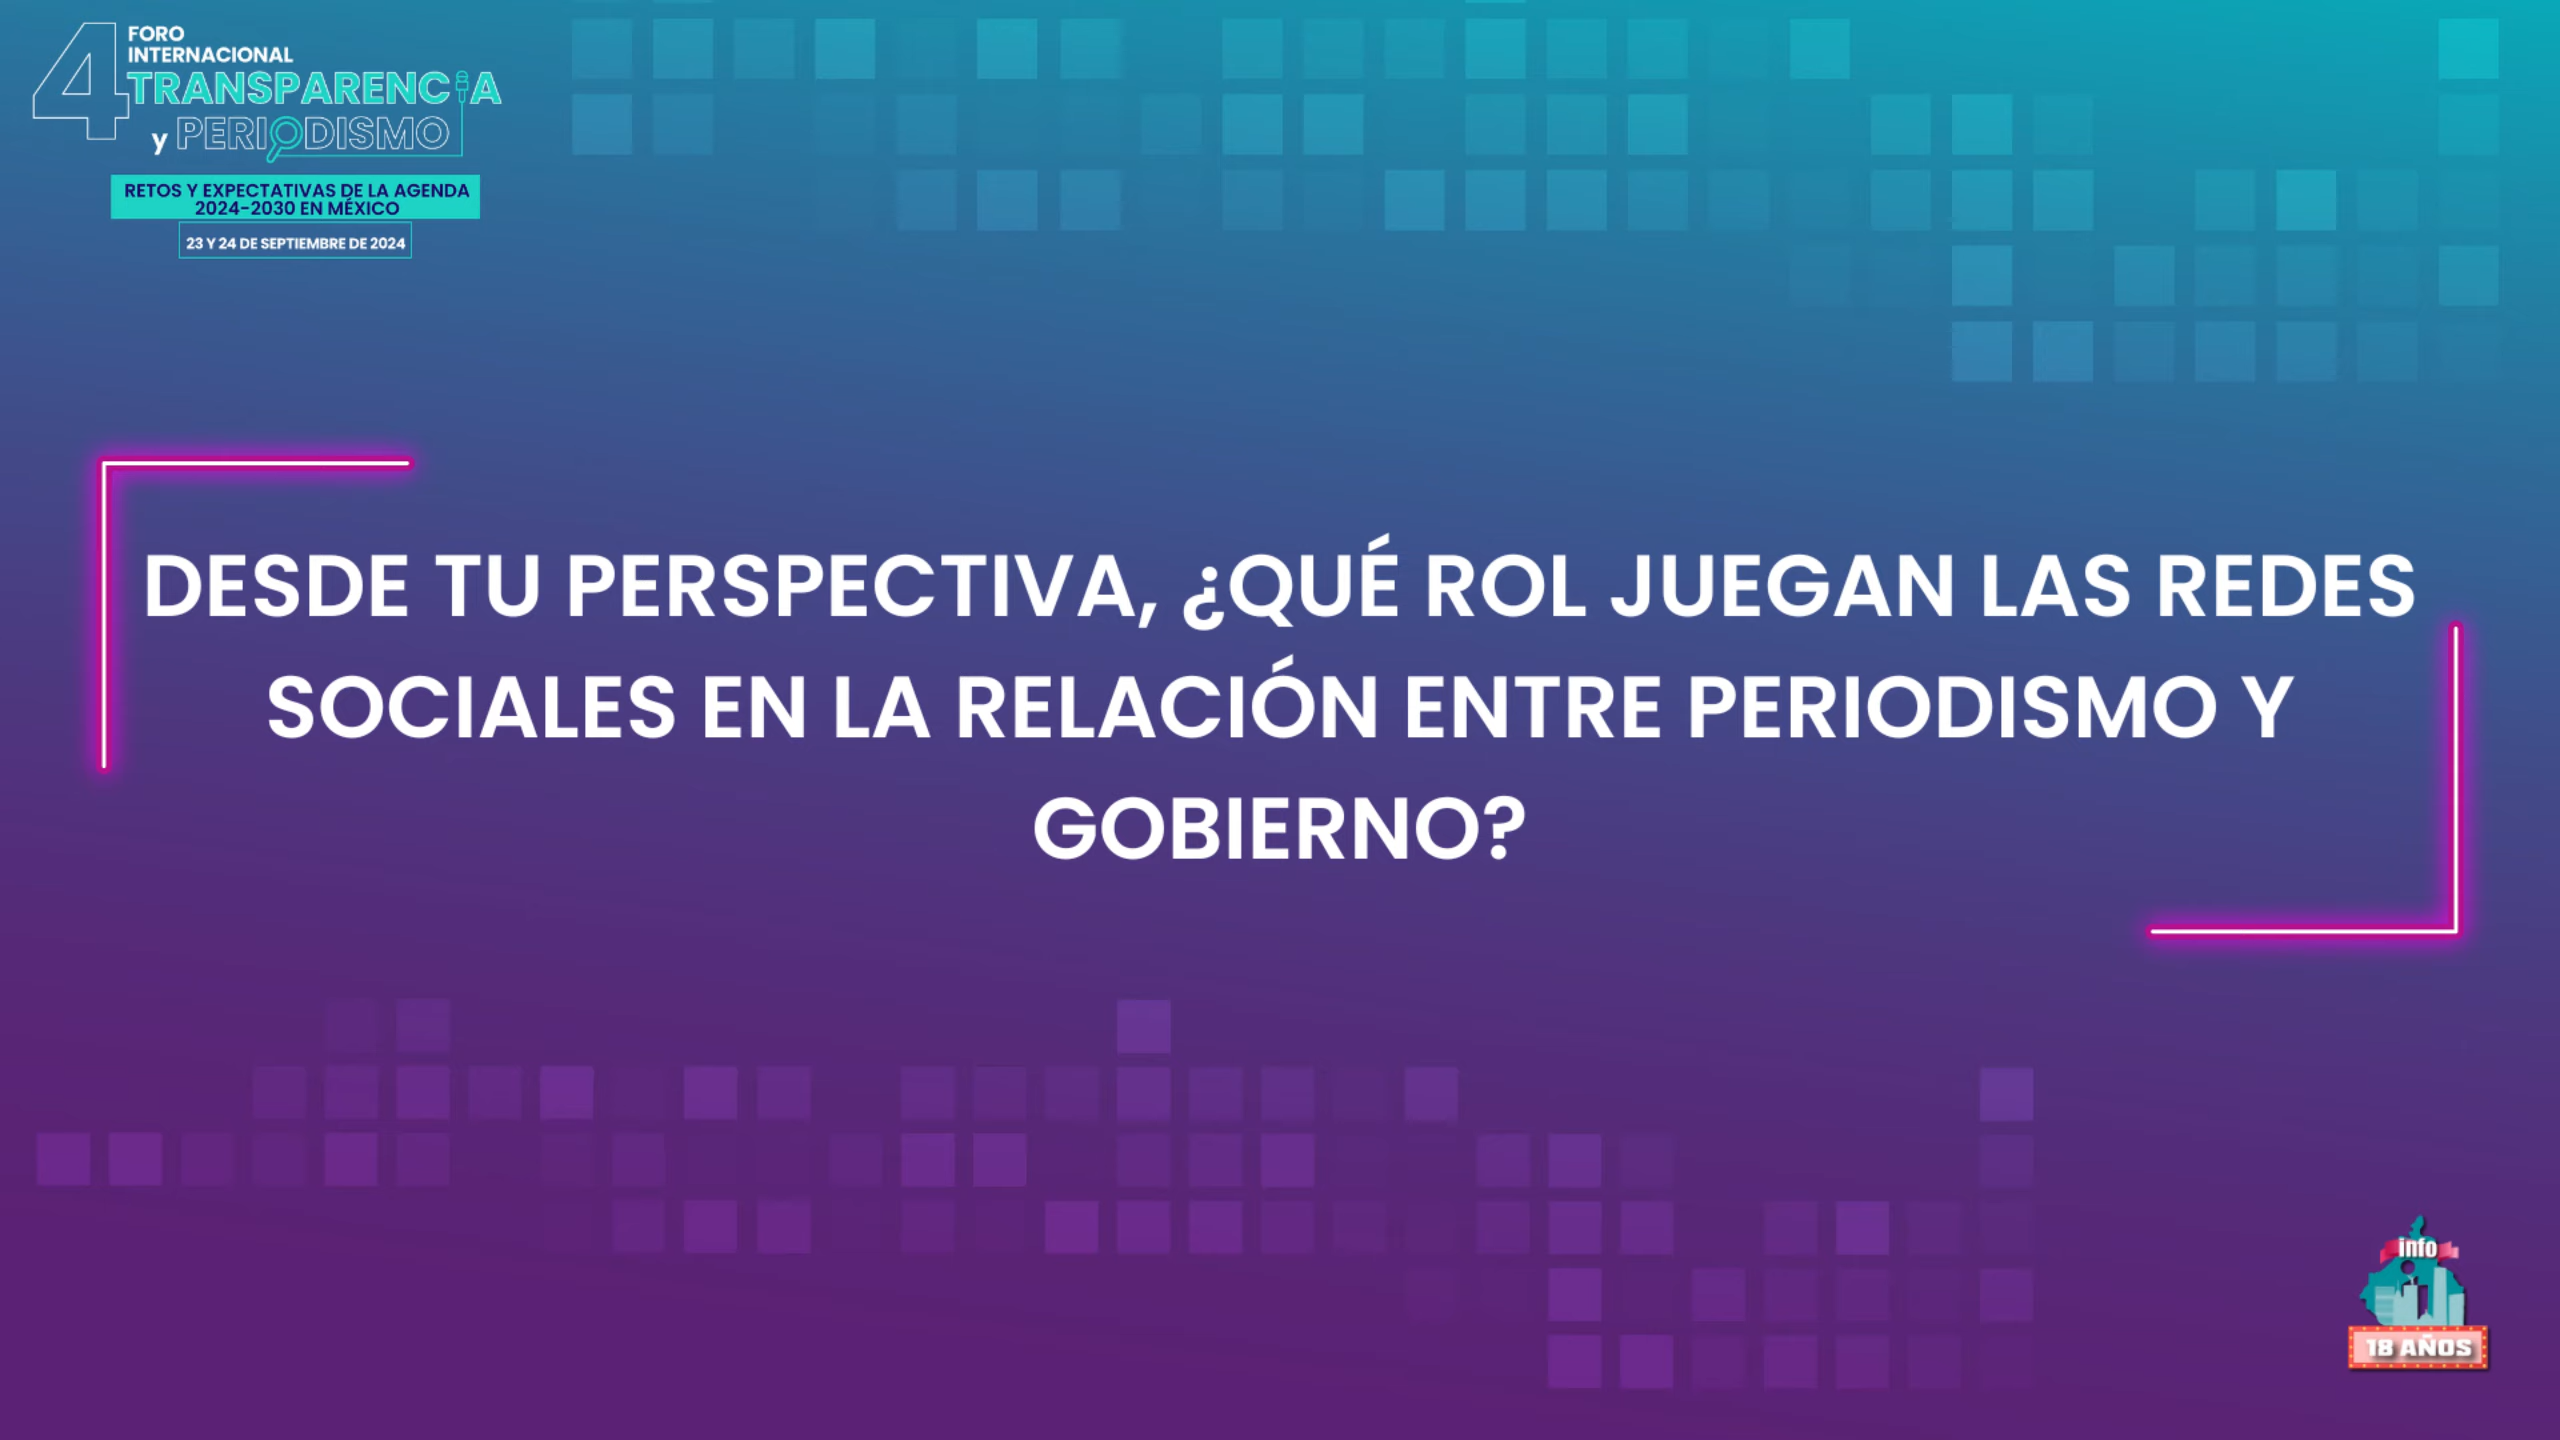 4
FORO
INTERNACIONAL
TRANSPARENCIA
y PERIODISMO
RETOS Y EXPECTATIVAS DE LA AGENDA
2024-2030 EN MÉXICO
23 Y 24 DE SEPTIEMBRE DE 2024
DESDE TU PERSPECTIVA, ¿QUÉ ROL JUEGAN LAS REDES
SOCIALES EN LA RELACIÓN ENTRE PERIODISMO Y
GOBIERNO?
info
18 AÑOS